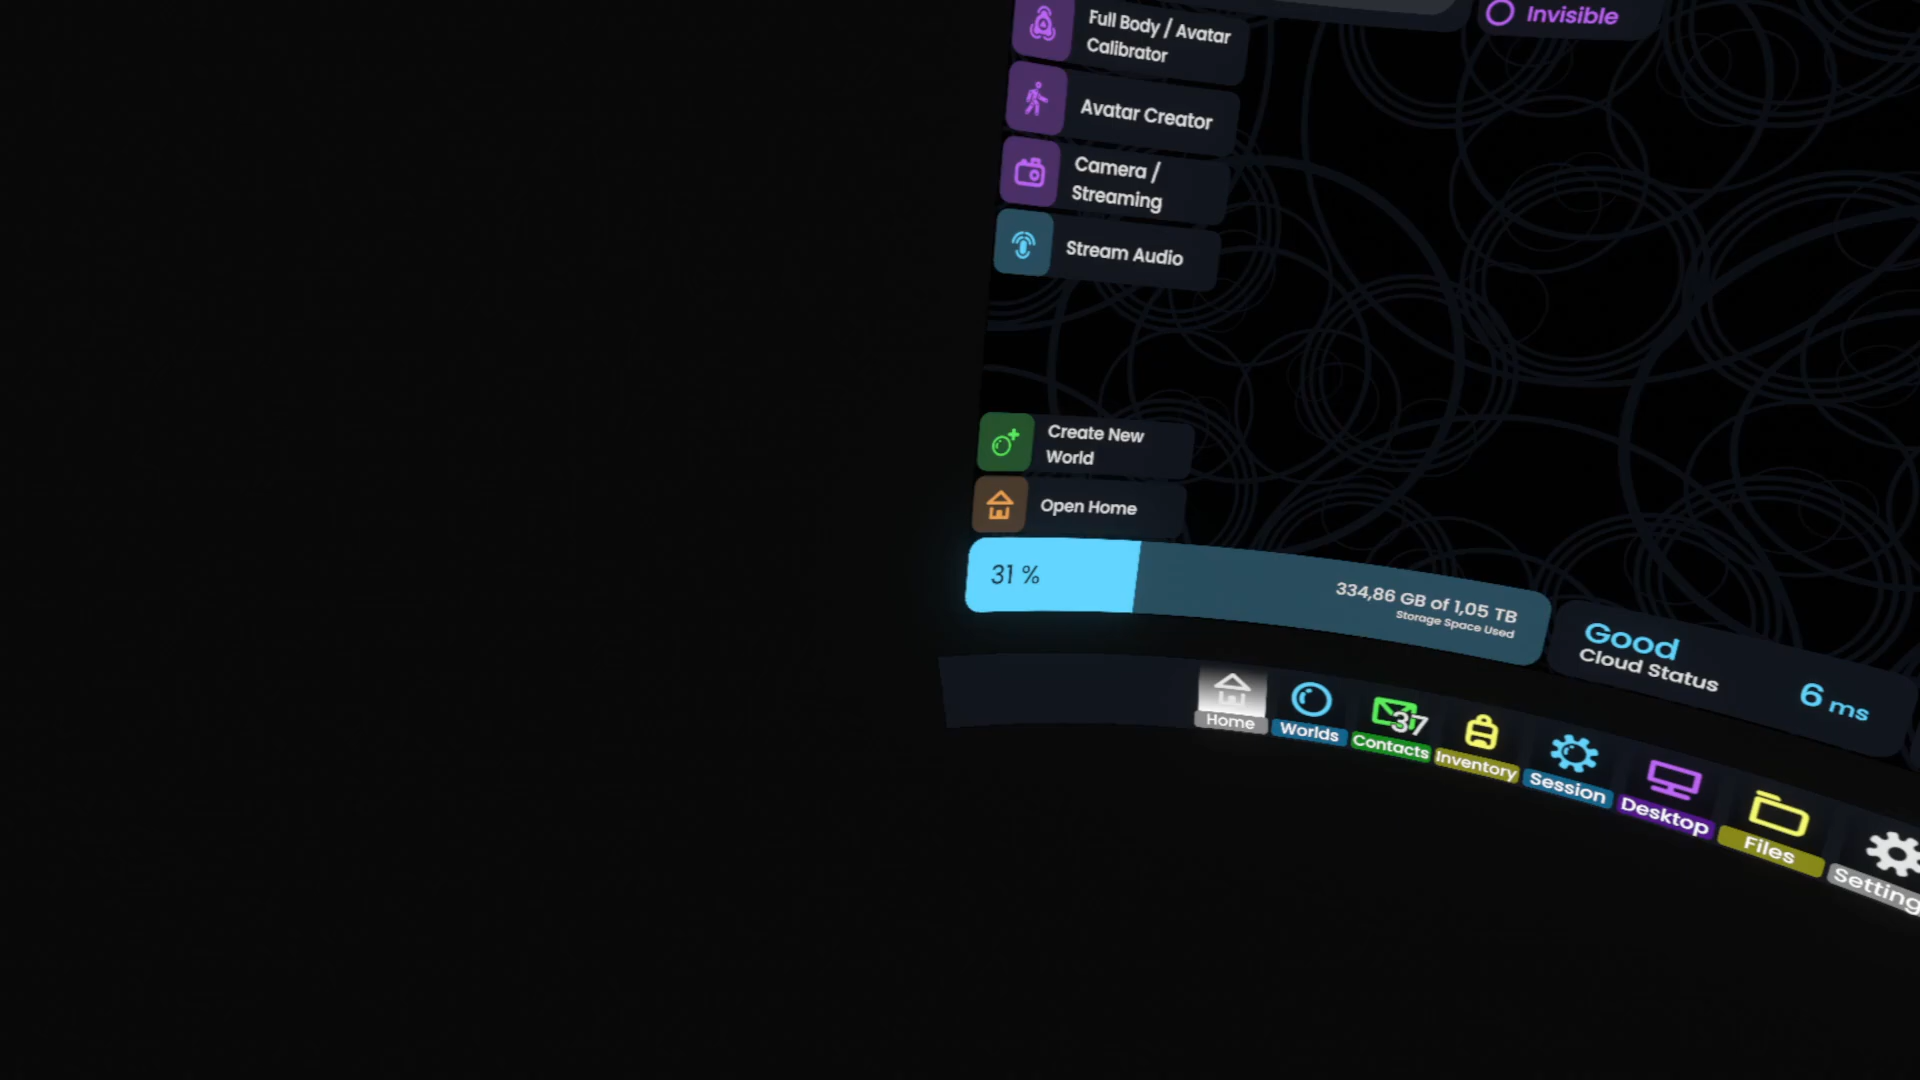 Invisible
Full Body / Avatar
Calibrator
Avatar Creator
Camera /
Streaming
Stream Audio
Create New
World
Open Home
31 %
334,86 GB of 1,05 TB
Storage Space Used
Good
Cloud Status
6 ms
Home
Worlds
37
Contacts
Inventory
Session
Desktop
Files
Setting